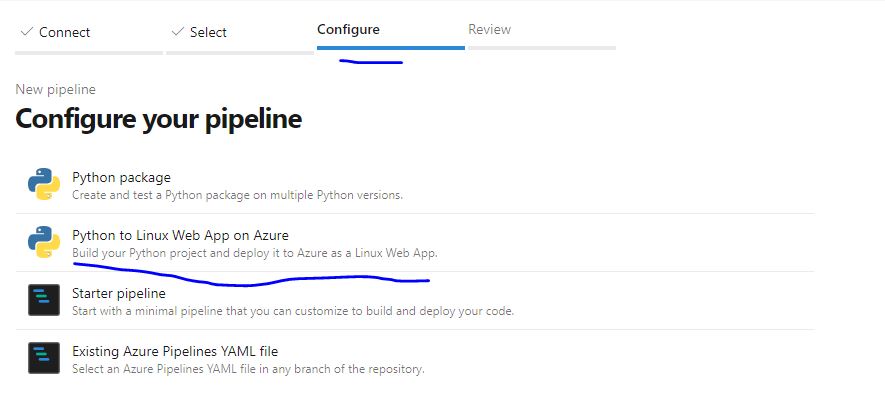 Connect Select Configure Review
New pipeline
Configure your pipeline
Python package
Create and test a Python package on multiple Python versions.
Python to Linux Web App on Azure
Build your Python project and deploy it to Azure as a Linux Web App.
Starter pipeline
Start with a minimal pipeline that you can customize to build and deploy your code.
Existing Azure Pipelines YAML file
Select an Azure Pipelines YAML file in any branch of the repository.